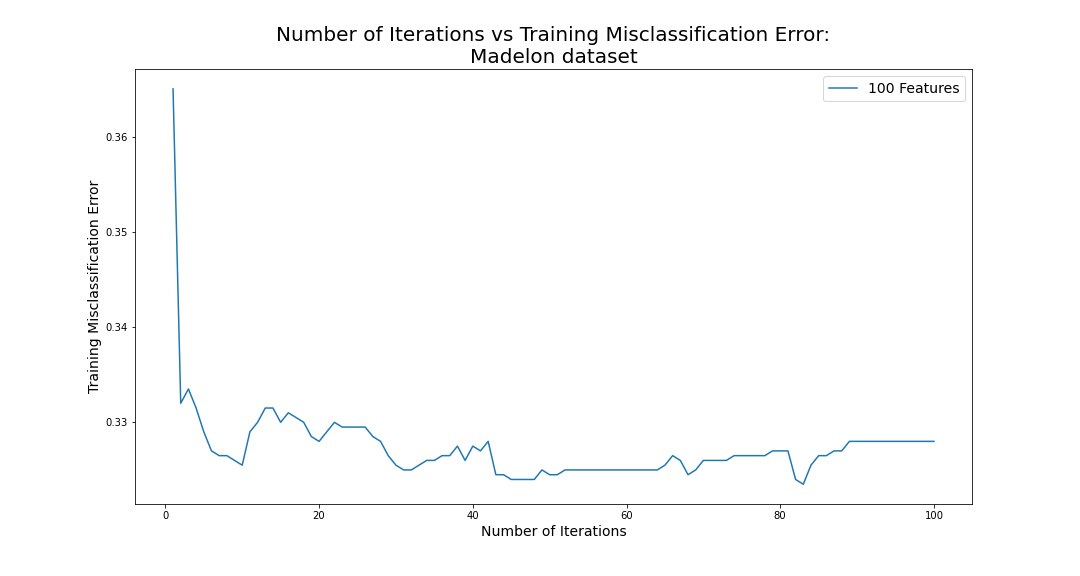 Number of Iterations vs Training Misclassification Error:
Madelon dataset
100 Features
Training Misclassification Error
0.36
0.35
0.34
0.33
0
20
40
60
80
100
Number of Iterations